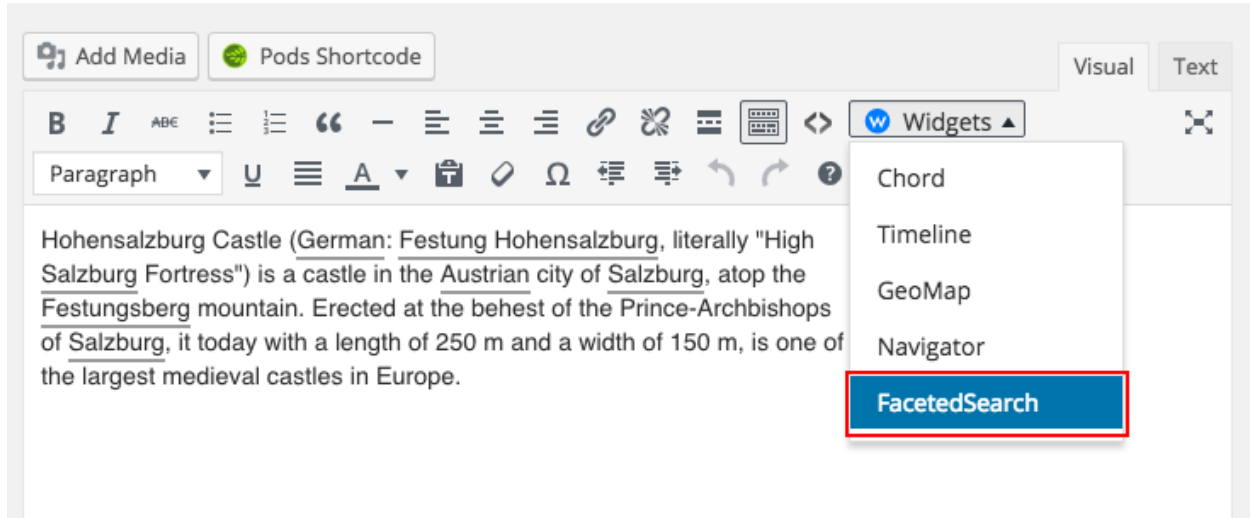 Add Media Pods Shortcode
Visual Text
B I ABE Widgets
Paragraph U A Ω
Chord
Timeline
GeoMap
Navigator
FacetedSearch
Hohensalzburg Castle (German: Festung Hohensalzburg, literally "High
Salzburg Fortress") is a castle in the Austrian city of Salzburg, atop the
Festungsberg mountain. Erected at the behest of the Prince-Archbishops
of Salzburg, it today with a length of 250 m and a width of 150 m, is one of
the largest medieval castles in Europe.